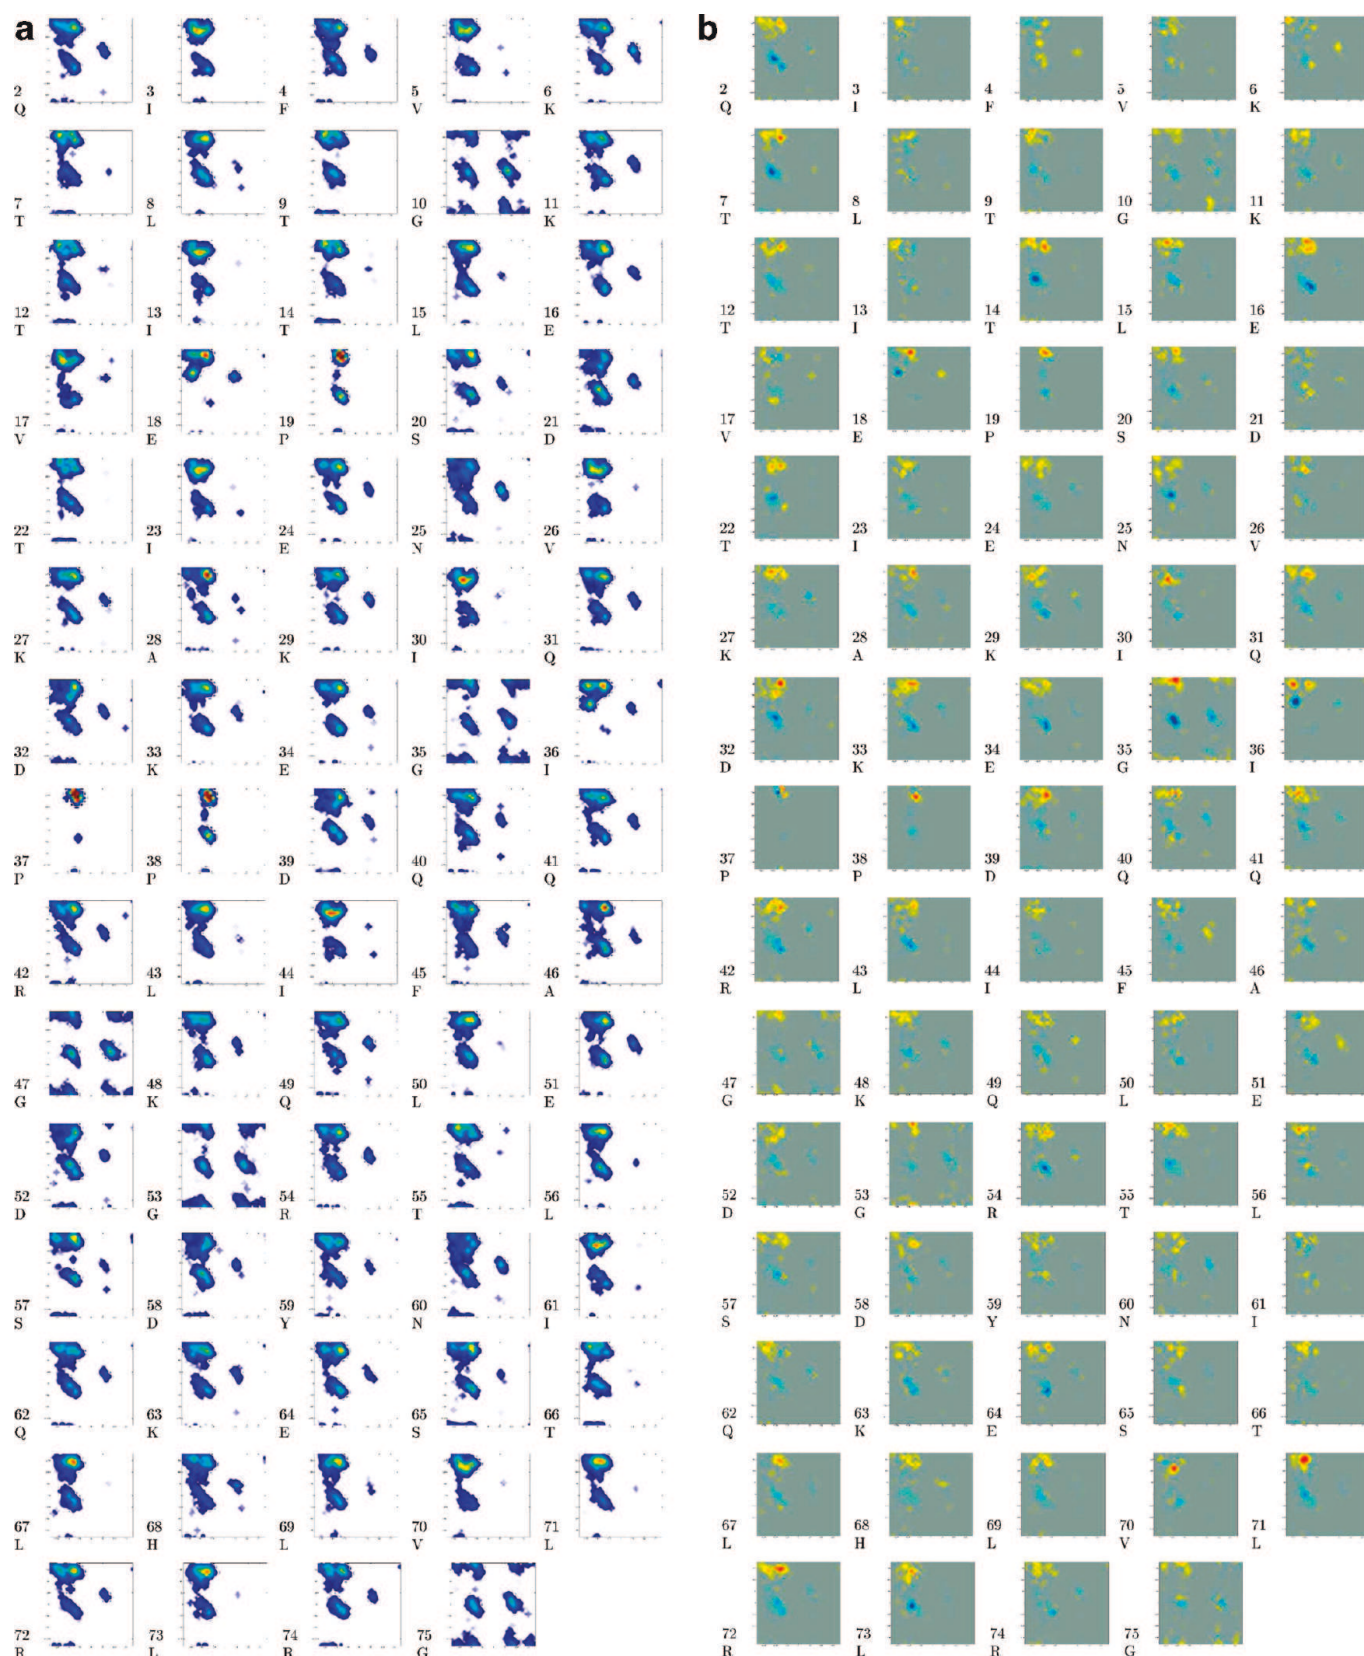 a b
2 3 4 5 6 2 3 4 5 6
Q I F V K Q I F V K
7 8 9 10 11 7 8 9 10 11
T L T G K T L T G K
12 13 14 15 16 12 13 14 15 16
T I T L E T I T L E
17 18 19 20 21 17 18 19 20 21
V E P S D V E P S D
22 23 24 25 26 22 23 24 25 26
T I E N V T I E N V
27 28 29 30 31 27 28 29 30 31
K A K I Q K A K I Q
32 33 34 35 36 32 33 34 35 36
D K E G I D K E G I
37 38 39 40 41 37 38 39 40 41
P P D Q Q P P D Q Q
42 43 44 45 46 42 43 44 45 46
R L I F A R L I F A
47 48 49 50 51 47 48 49 50 51
G K Q L E G K Q L E
52 53 54 55 56 52 53 54 55 56
D G R T L D G R T L
57 58 59 60 61 57 58 59 60 61
S D Y N I S D Y N I
62 63 64 65 66 62 63 64 65 66
Q K E S T Q K E S T
67 68 69 70 71 67 68 69 70 71
L H L V L L H L V L
72 73 74 75 72 73 74 75
R L R G R L R G